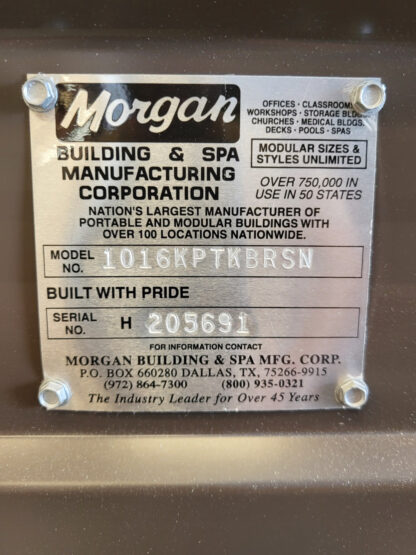 Morgan
OFFICES · CLASSROOMS
WORKSHOPS · STORAGE BLDG.
CHURCHES · MEDICAL BLDGS.
DECKS · POOLS · SPAS
BUILDING & SPA
MANUFACTURING
CORPORATION
MODULAR SIZES &
STYLES UNLIMITED
OVER 750,000 IN
USE IN 50 STATES
NATION'S LARGEST MANUFACTURER OF
PORTABLE AND MODULAR BUILDINGS WITH
OVER 100 LOCATIONS NATIONWIDE.
MODEL NO. 1016KPTKBRSN
BUILT WITH PRIDE
SERIAL NO. H 205691
FOR INFORMATION CONTACT
MORGAN BUILDING & SPA MFG. CORP.
P.O. BOX 660280 DALLAS, TX, 75266-9915
(972) 864-7300 (800) 935-0321
The Industry Leader for Over 45 Years